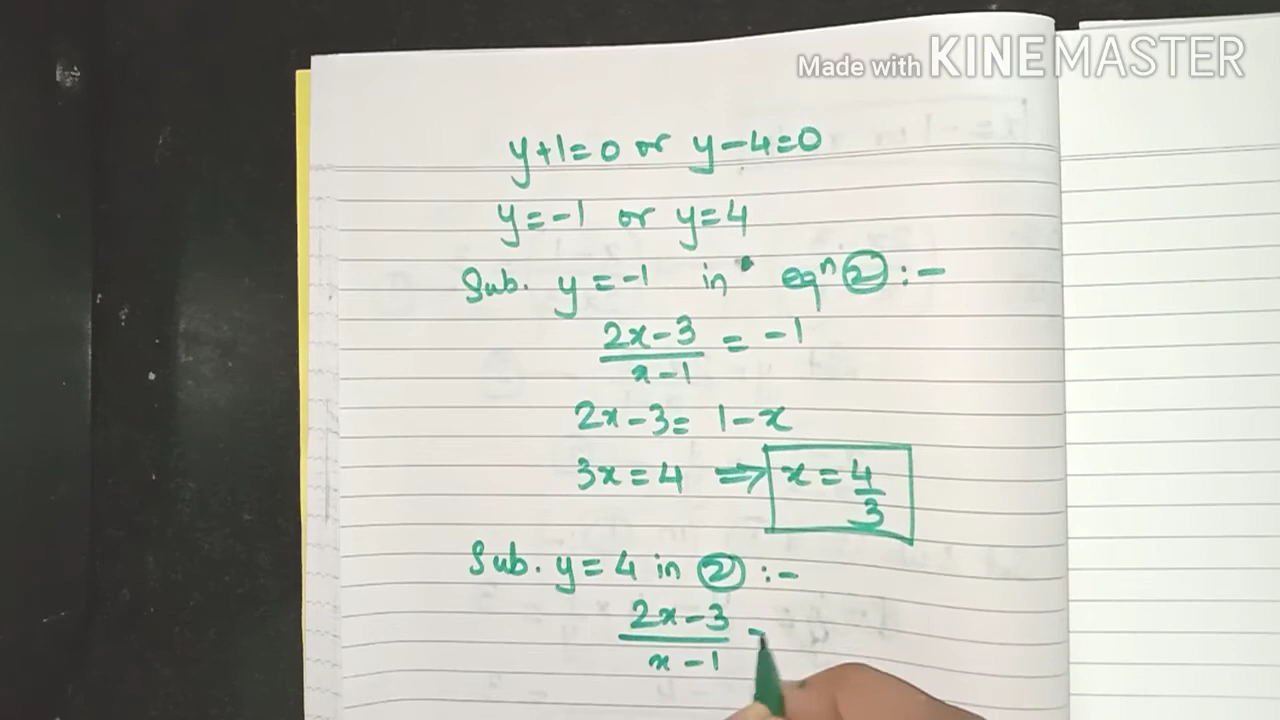 Made with KINEMASTER
y+1=0 or y-4=0
y=-1 or y=4
Sub. y=-1 in eqⁿ ② :-
2x-3
x-1
= -1
2x-3= 1-x
3x=4 ⇒ x=4/3
Sub. y=4 in ② :-
2x-3
x-1